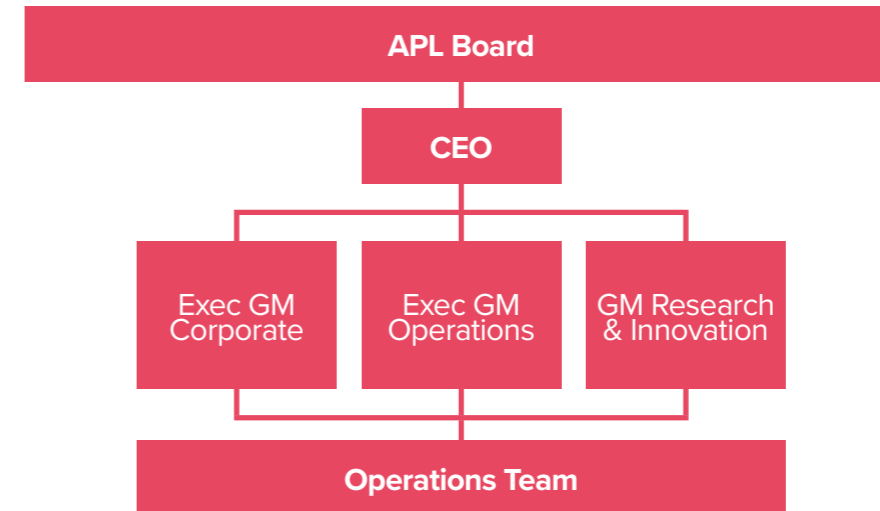 APL Board
CEO
Exec GM
Corporate
Exec GM
Operations
GM Research
& Innovation
Operations Team